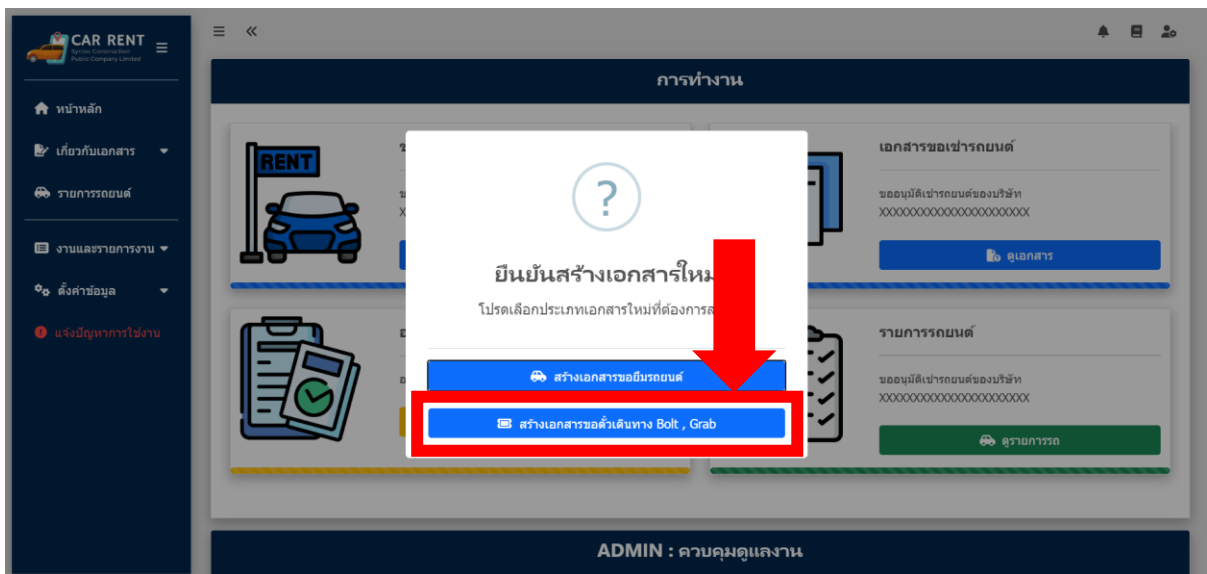 CAR RENT
Syntec Construction
Public Company Limited
หน้าหลัก
เกี่ยวกับเอกสาร
รายการรถยนต์
งานและรายการงาน
ตั้งค่าข้อมูล
แจ้งปัญหาการใช้งาน
การทำงาน
RENT
เอกสารขอเช่ารถยนต์
ขออนุมัติเช่ารถยนต์ของบริษัท
XXXXXXXXXXXXXXXXXXXXXXX
ดูเอกสาร
?
ยืนยันสร้างเอกสารใหม
โปรดเลือกประเภทเอกสารใหม่ที่ต้องการส
สร้างเอกสารขอยืมรถยนต์
สร้างเอกสารขอตั๋วเดินทาง Bolt , Grab
รายการรถยนต์
ขออนุมัติเช่ารถยนต์ของบริษัท
XXXXXXXXXXXXXXXXXXXXXXX
ดูรายการรถ
ADMIN : ควบคุมดูแลงาน